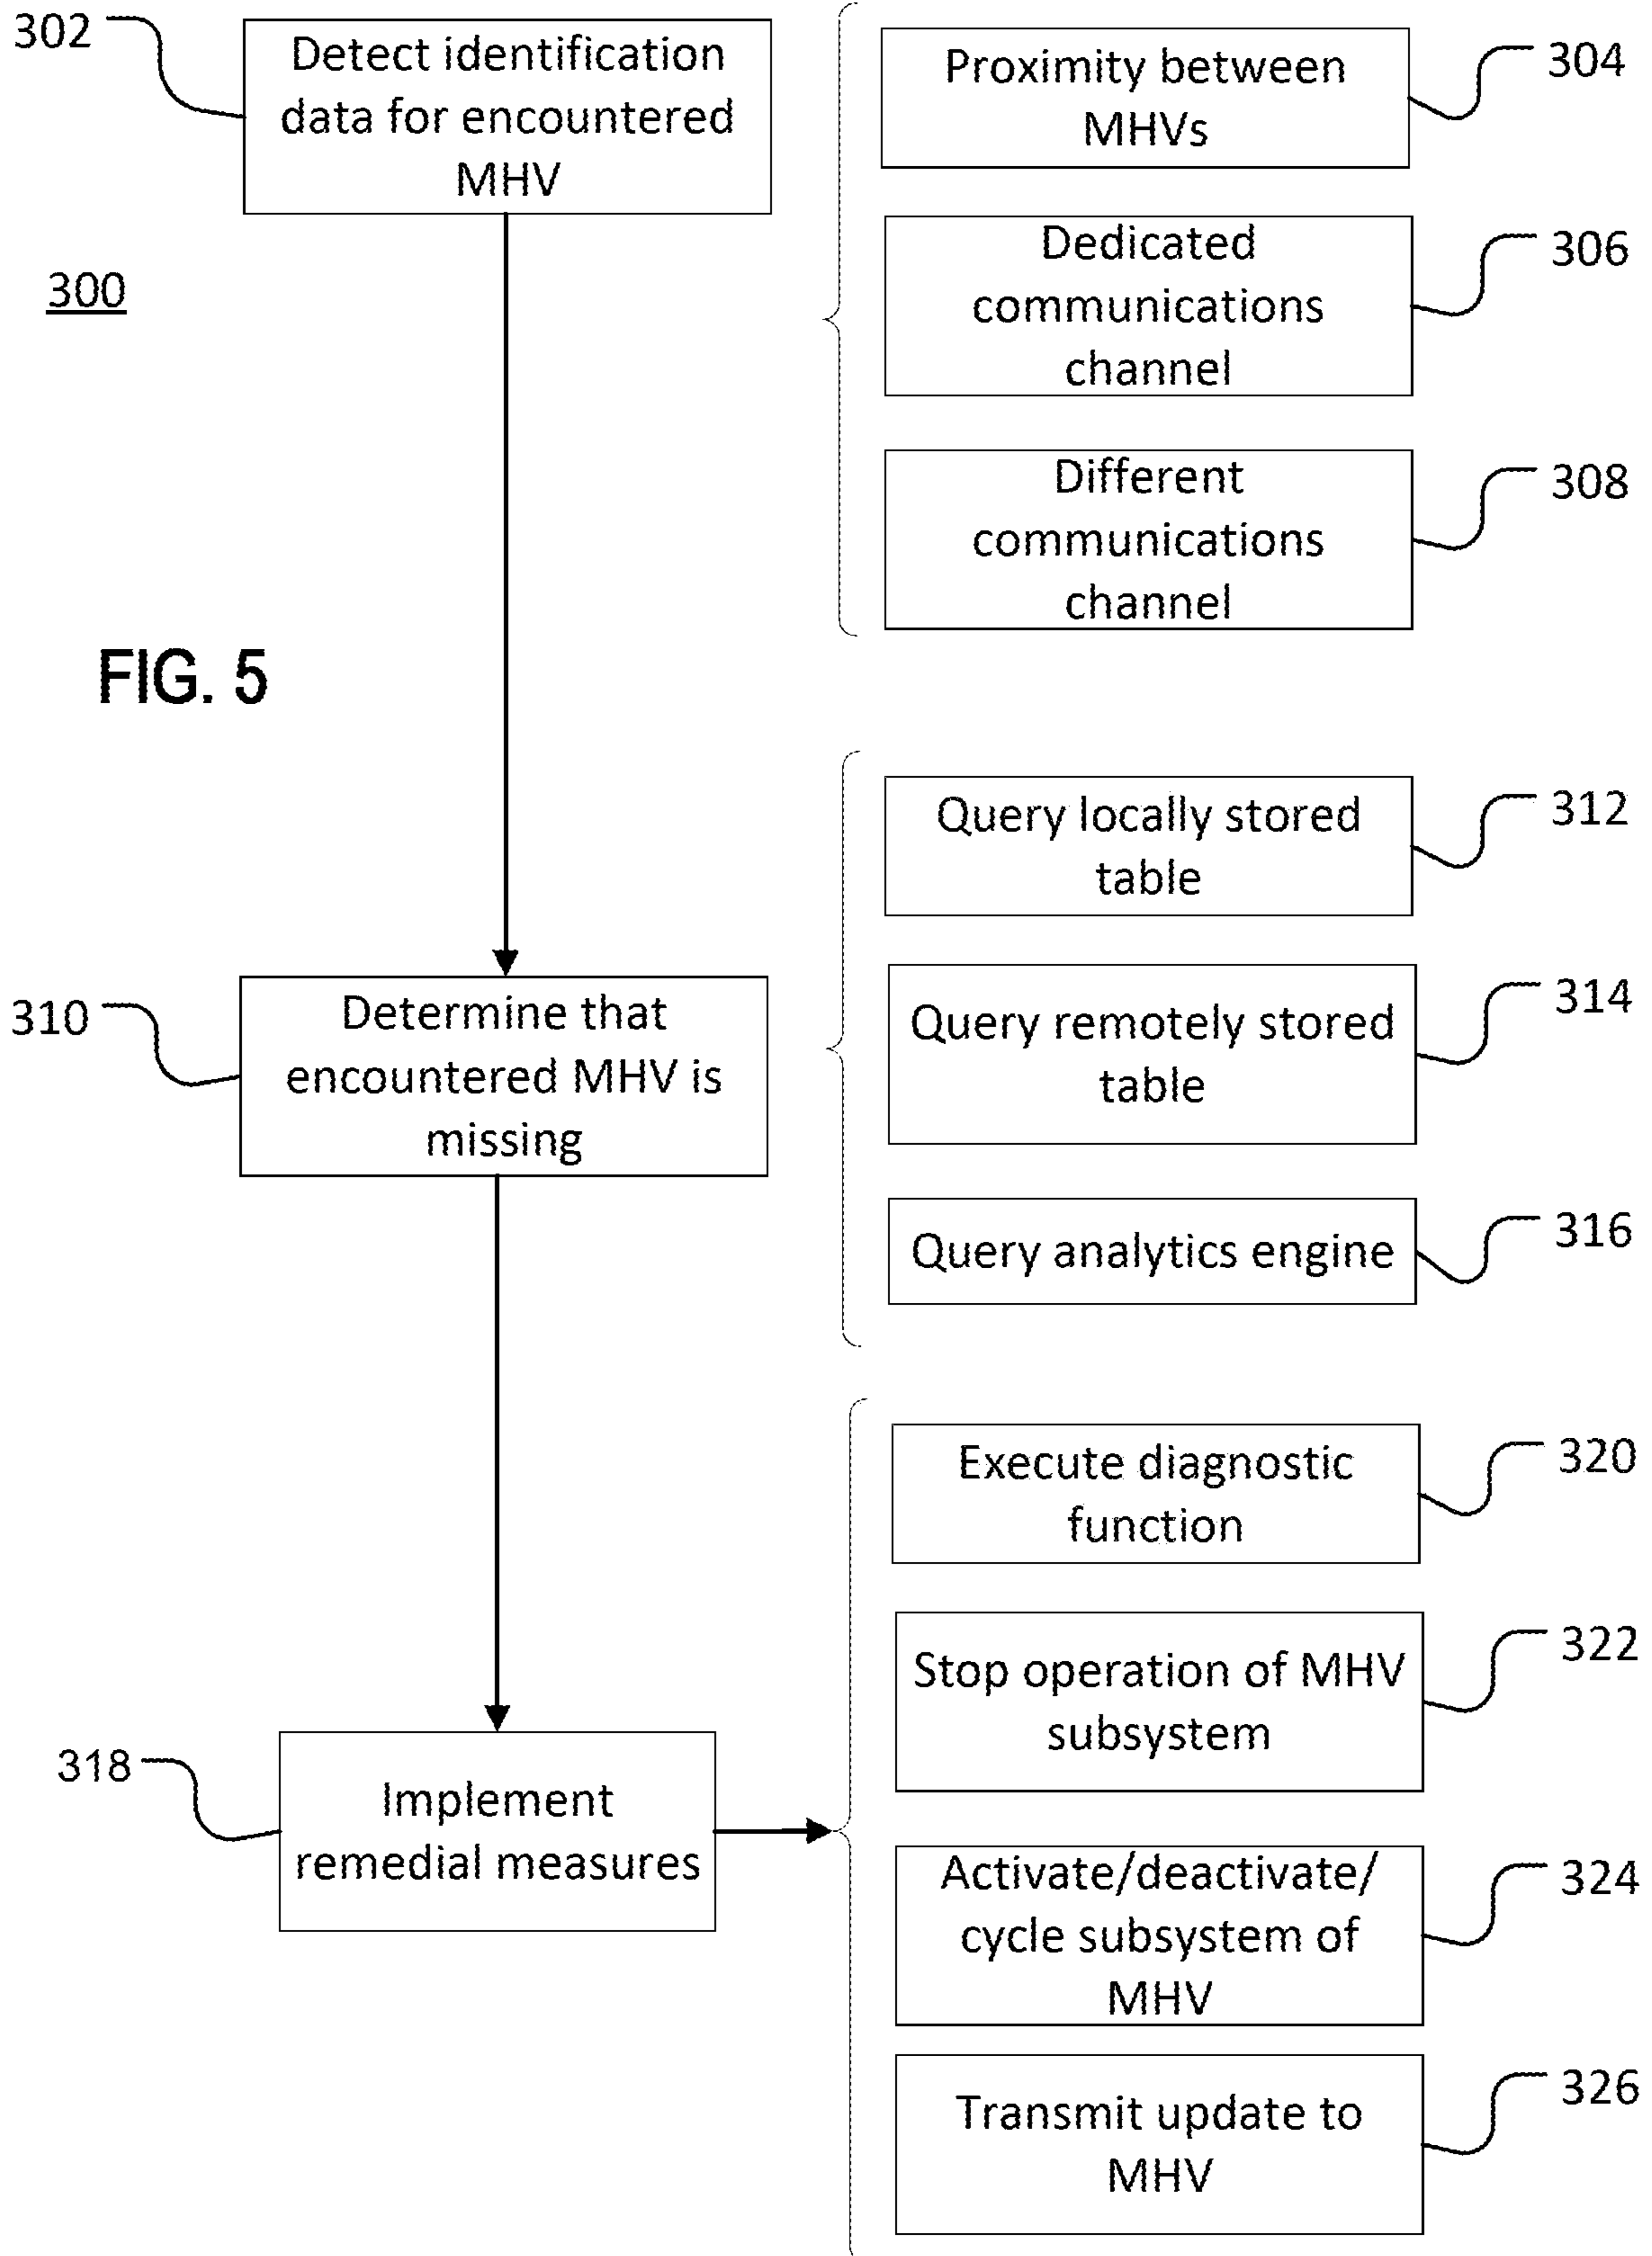 302
Detect identification
data for encountered
MHV
Proximity between
MHVs
304
Dedicated
communications
channel
306
300
Different
communications
channel
308
FIG. 5
Query locally stored
table
312
310
Determine that
encountered MHV is
missing
Query remotely stored
table
314
Query analytics engine
316
Execute diagnostic
function
320
Stop operation of MHV
subsystem
322
318
Implement
remedial measures
Activate/deactivate/
cycle subsystem of
MHV
324
Transmit update to
MHV
326